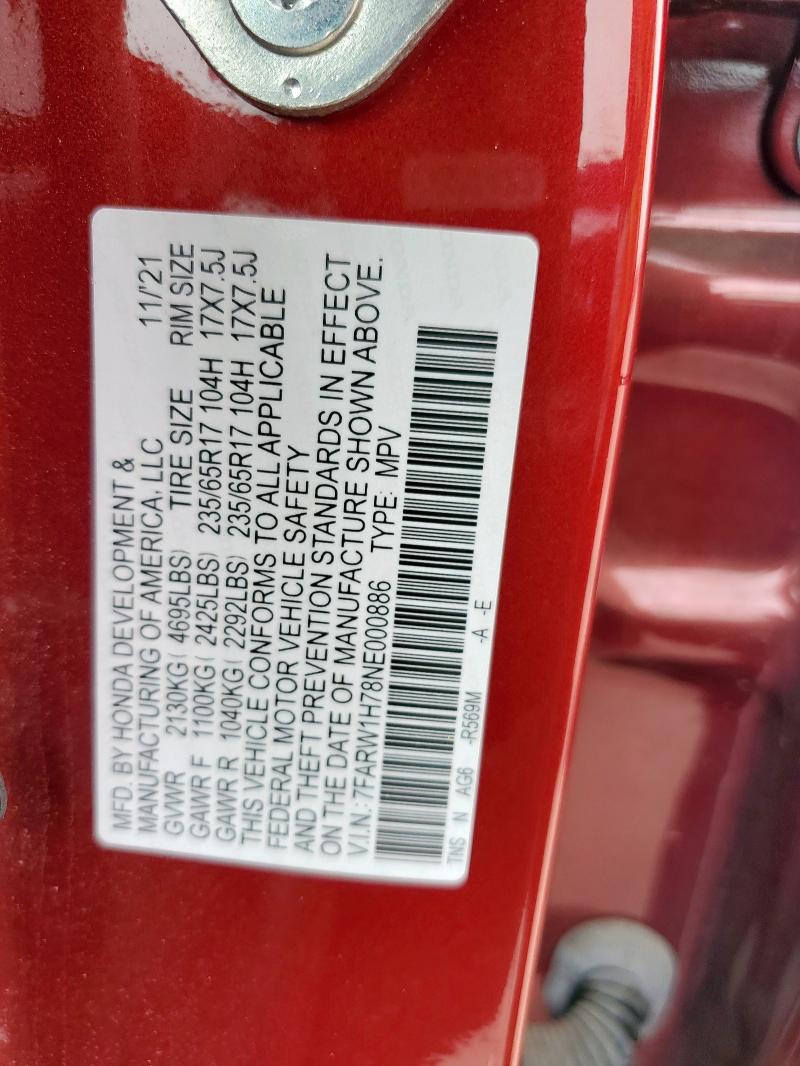 MFD. BY HONDA DEVELOPMENT &
MANUFACTURING OF AMERICA, LLC 11/'21
GVWR 2130KG( 4695LBS) TIRE SIZE RIM SIZE
GAWR F 1100KG( 2425LBS) 235/65R17 104H 17X7.5J
GAWR R 1040KG( 2292LBS) 235/65R17 104H 17X7.5J
THIS VEHICLE CONFORMS TO ALL APPLICABLE
FEDERAL MOTOR VEHICLE SAFETY
AND THEFT PREVENTION STANDARDS IN EFFECT
ON THE DATE OF MANUFACTURE SHOWN ABOVE.
V.I.N.: 7FARW1H78NE000886 TYPE: MPV
TNS N AG6 -R569M -A -E